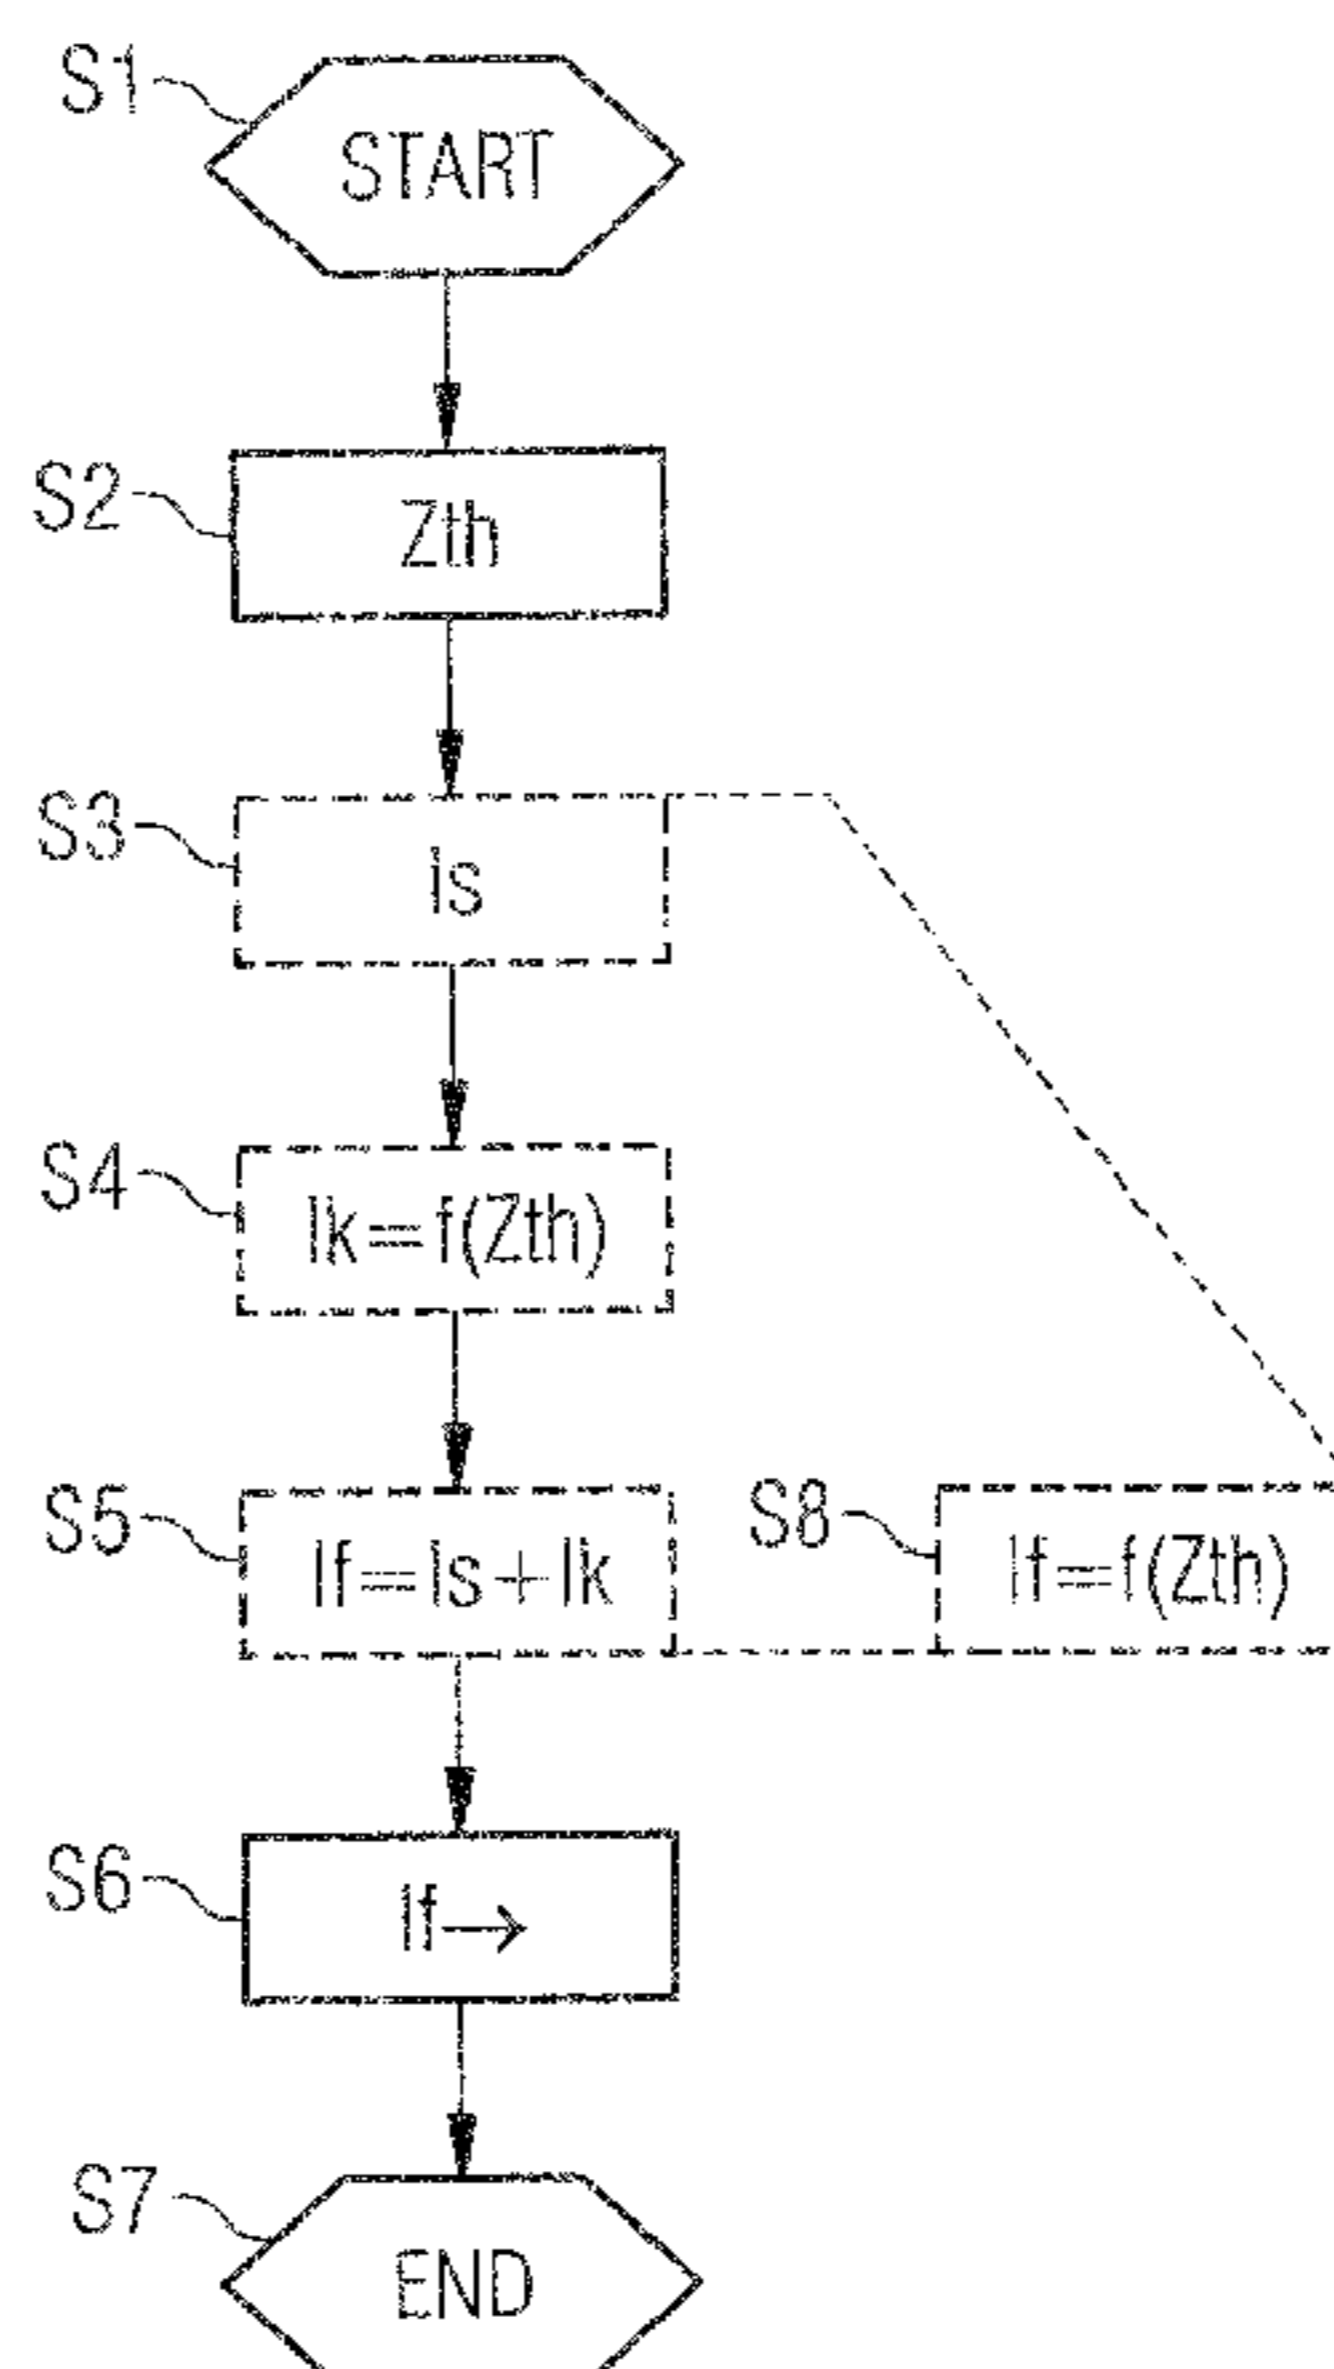 S1
START
S2
Zth
S3
Is
S4
Ik=f(Zth)
S5
If=Is+Ik
S8
If=f(Zth)
S6
If→
S7
END